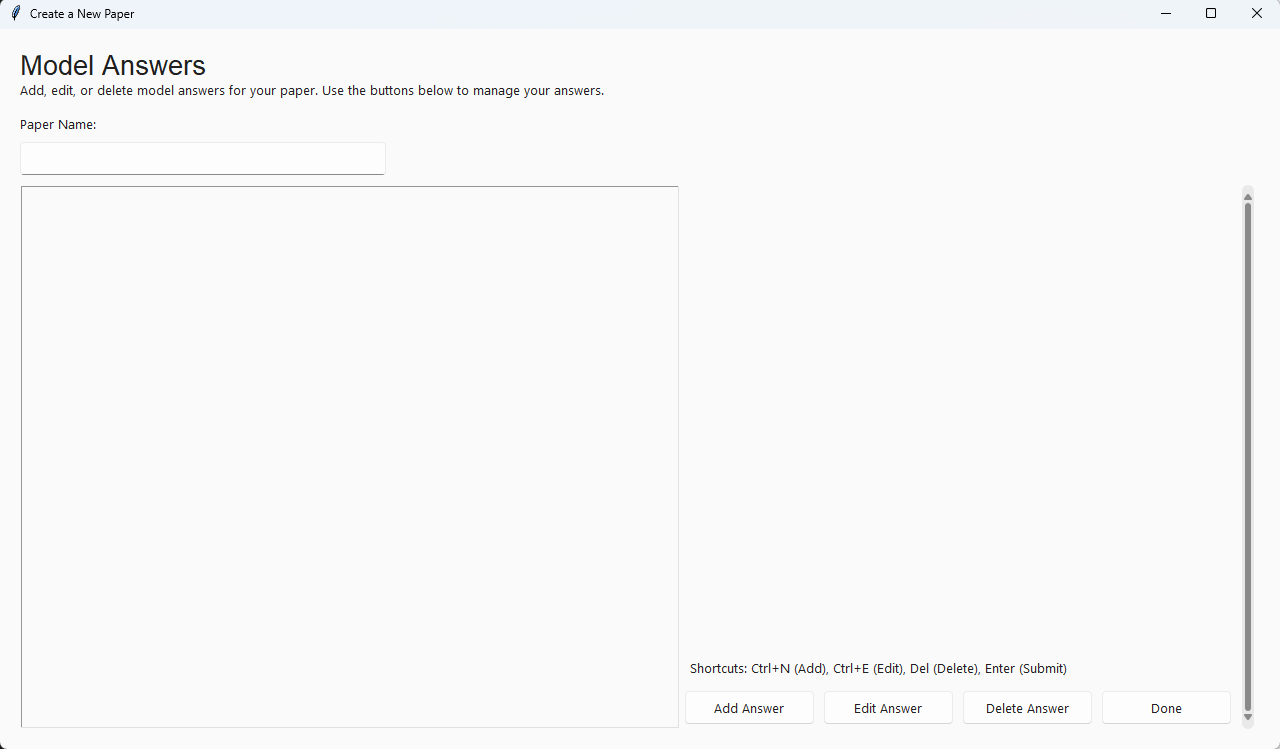 Create a New Paper
Model Answers
Add, edit, or delete model answers for your paper. Use the buttons below to manage your answers.
Paper Name:
Shortcuts: Ctrl+N (Add), Ctrl+E (Edit), Del (Delete), Enter (Submit)
Add Answer Edit Answer Delete Answer Done